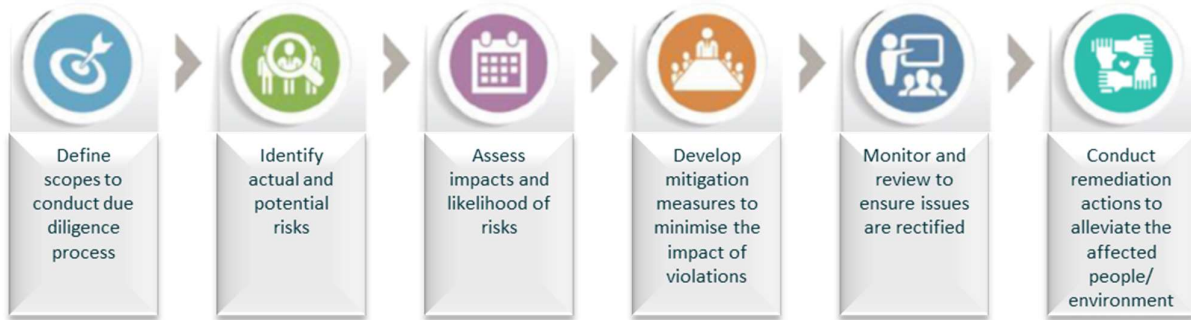 Define
scopes to
conduct due
diligence
process
Identify
actual and
potential
risks
Assess
impacts and
likelihood of
risks
Develop
mitigation
measures to
minimise the
impact of
violations
Monitor and
review to
ensure issues
are rectified
Conduct
remediation
actions to
alleviate the
affected
people/
environment